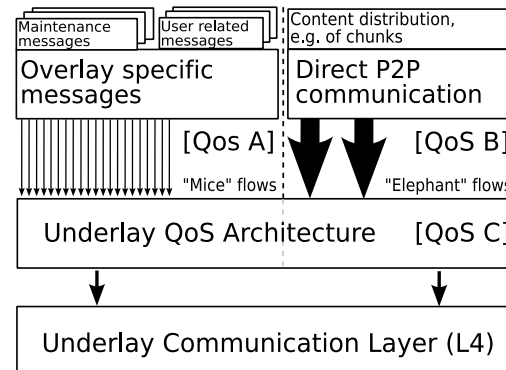 Maintenance
messages
User related
messages
Content distribution,
e.g. of chunks
Overlay specific
messages
Direct P2P
communication
[Qos A]
[QoS B]
"Mice" flows
"Elephant" flows
Underlay QoS Architecture [QoS C]
Underlay Communication Layer (L4)